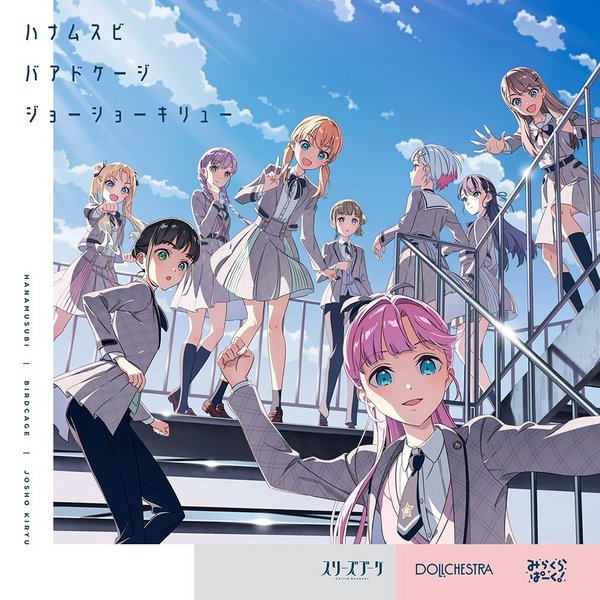 ハナムスビ
バアドケージ
ジョーショーキリュー
HANAMUSUBI | BIRDCAGE | JOSHO KIRYU
スリーズブーケ
Cerise Bouquet
DOLLCHESTRA
みらくら
ぱーく!